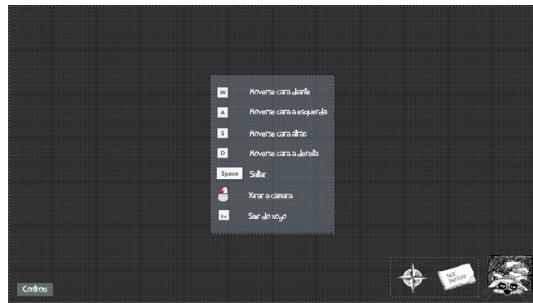 W Moverse cara diante
A Moverse cara a esquerda
S Moverse cara atrás
D Moverse cara a dereita
Space Saltar
Xirar a cámara
Esc Sair do xogo
Controis